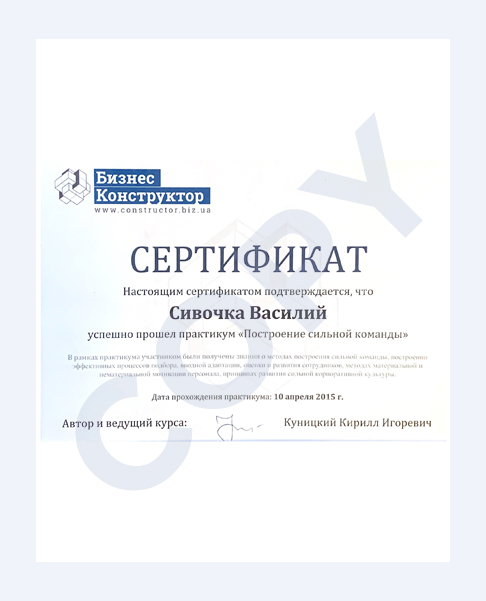 Бизнес
Конструктор
www.constructor.biz.ua
СЕРТИФИКАТ
Настоящим сертификатом подтверждается, что
Сивочка Василий
успешно прошел практикум «Построение сильной команды»
В рамках практикума участником были получены знания о методах построения сильной команды, построении
эффективных процессов подбора, вводной адаптации, оценки и развития сотрудников, методах материальной и
нематериальной мотивации персонала, принципах развития сильной корпоративной культуры.
Дата прохождения практикума: 10 апреля 2015 г.
Автор и ведущий курса:
Куницкий Кирилл Игоревич
COPY